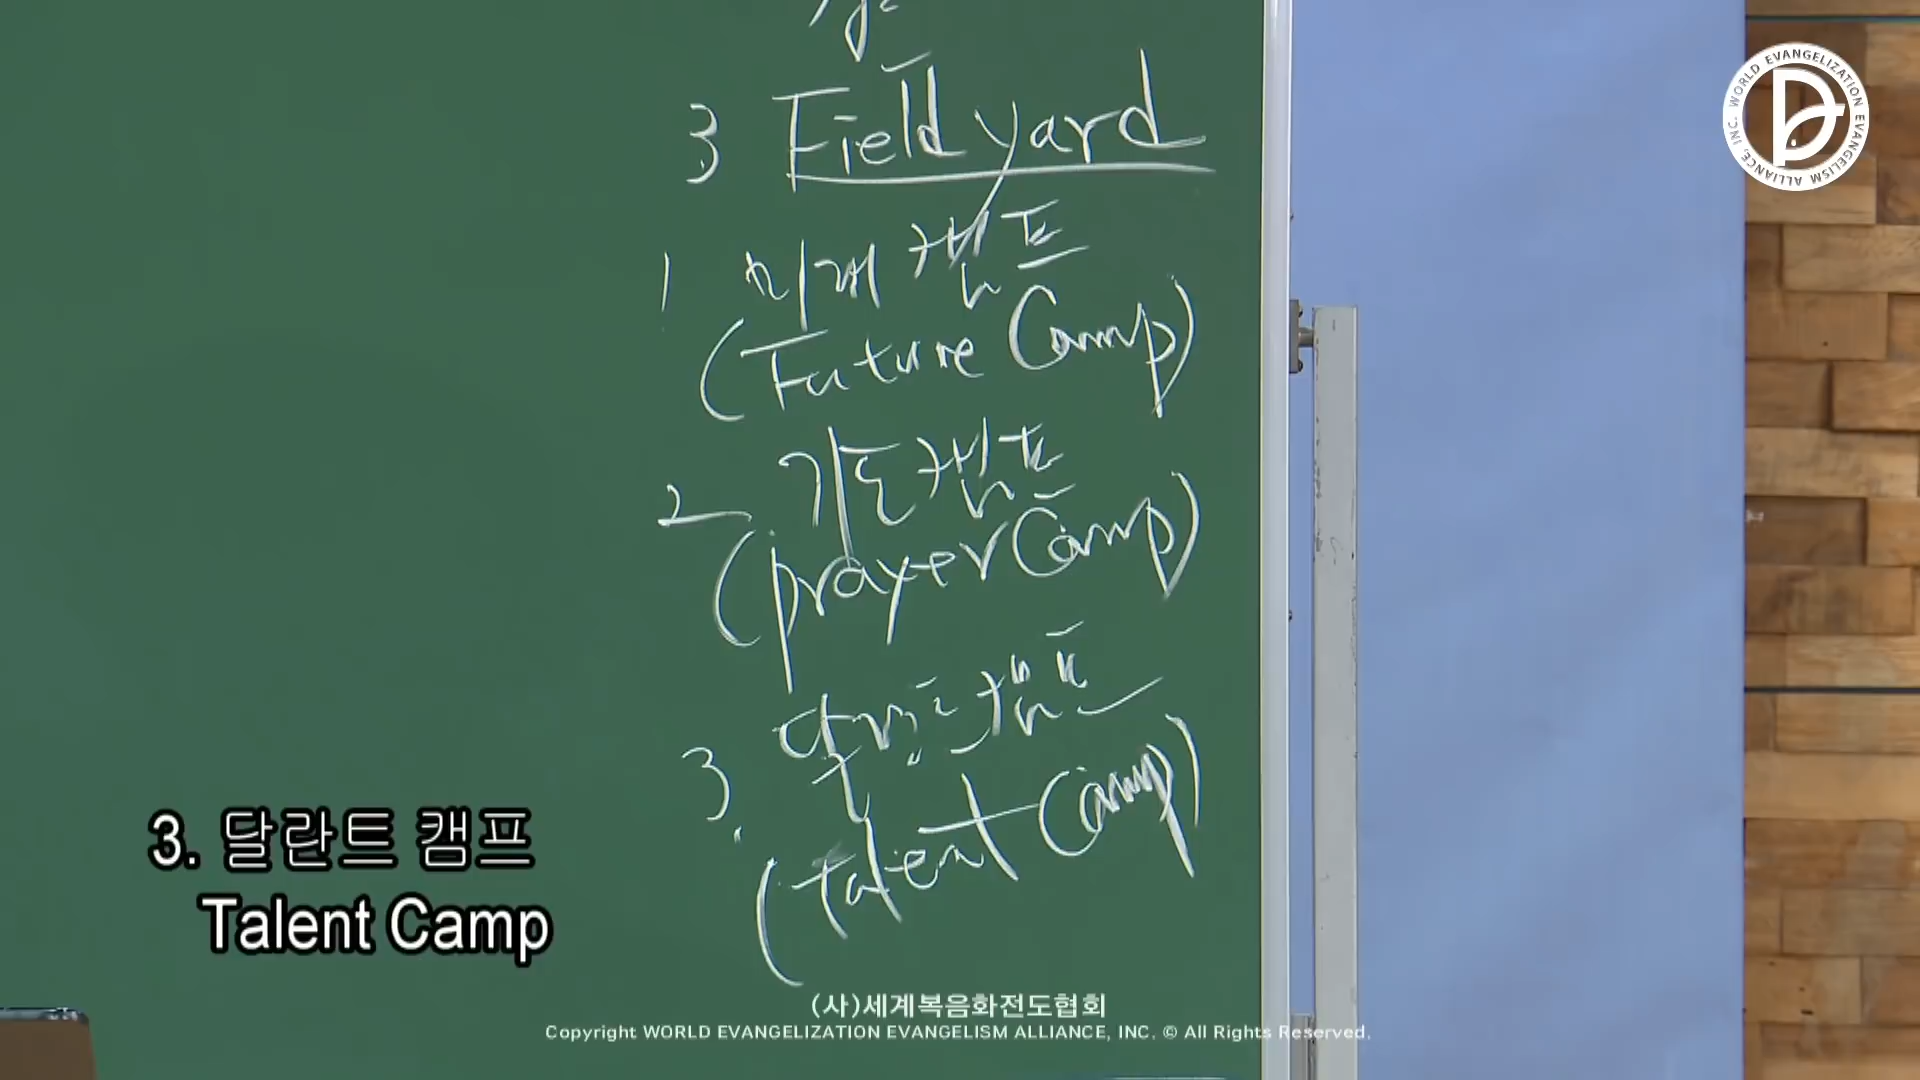 3 Field yard
1 미래 캠프
(Future Camp)
2 기도 캠프
(prayer Camp)
3. 달란트 캠프
(talent Camp)
3. 달란트 캠프
Talent Camp
(사)세계복음화전도협회
Copyright WORLD EVANGELIZATION EVANGELISM ALLIANCE, INC. © All Rights Reserved.
WORLD EVANGELIZATION EVANGELISM ALLIANCE, INC.